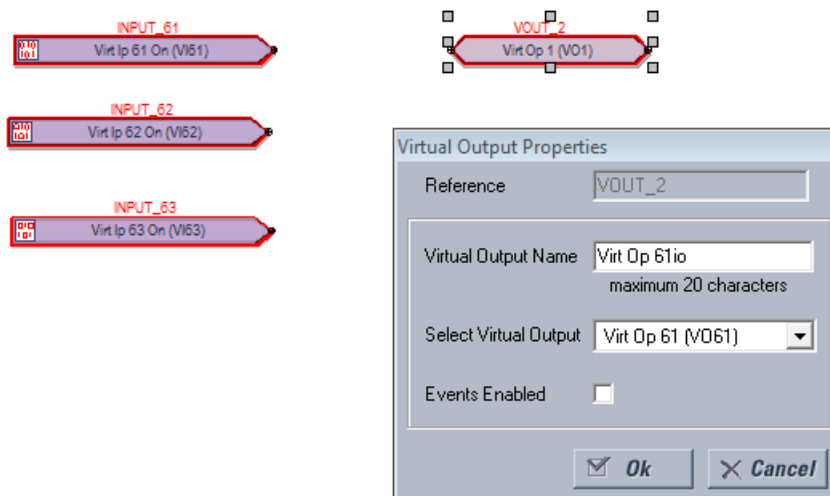 INPUT_61
Virt Ip 61 On (VI61)
VOUT_2
Virt Op 1 (VO1)
INPUT_62
Virt Ip 62 On (VI62)
INPUT_63
Virt Ip 63 On (VI63)
Virtual Output Properties
Reference VOUT_2
Virtual Output Name Virt Op 61io
maximum 20 characters
Select Virtual Output Virt Op 61 (VO61)
Events Enabled
Ok Cancel